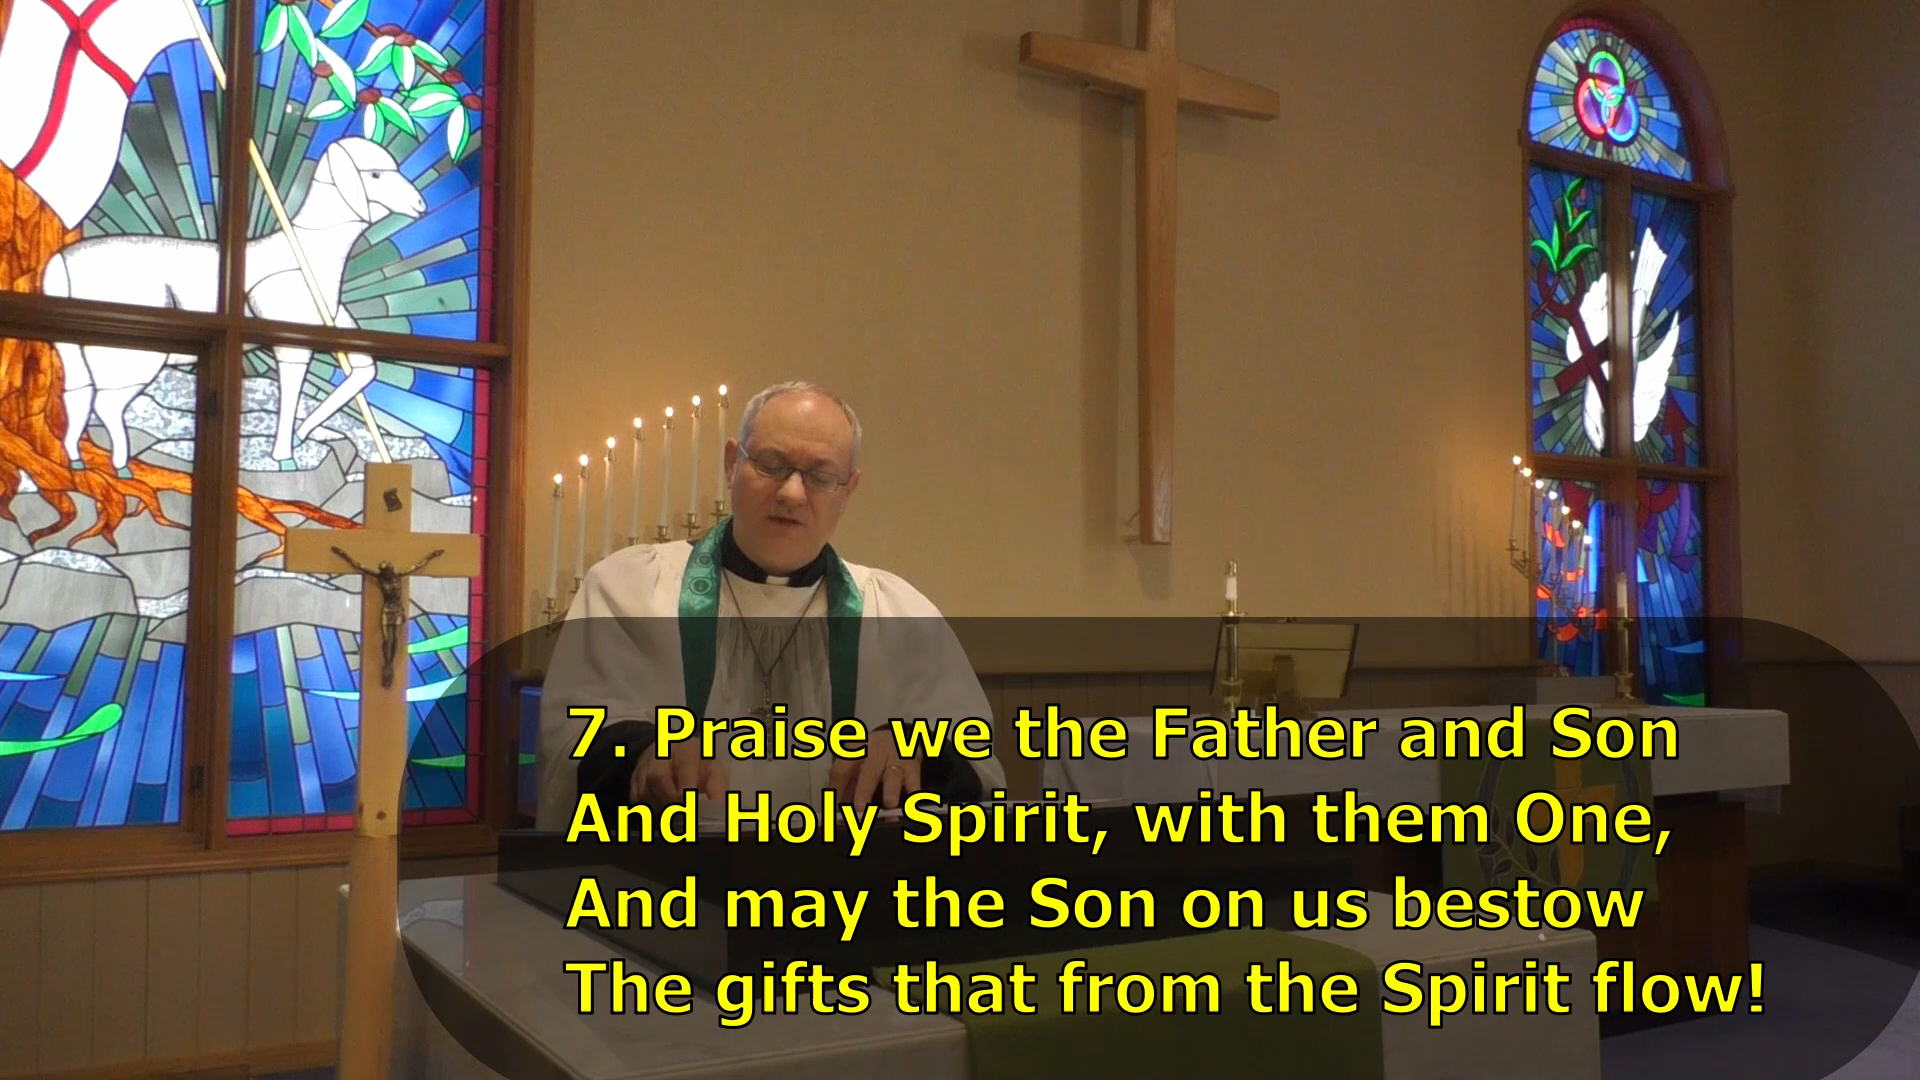 7. Praise we the Father and Son
And Holy Spirit, with them One,
And may the Son on us bestow
The gifts that from the Spirit flow!